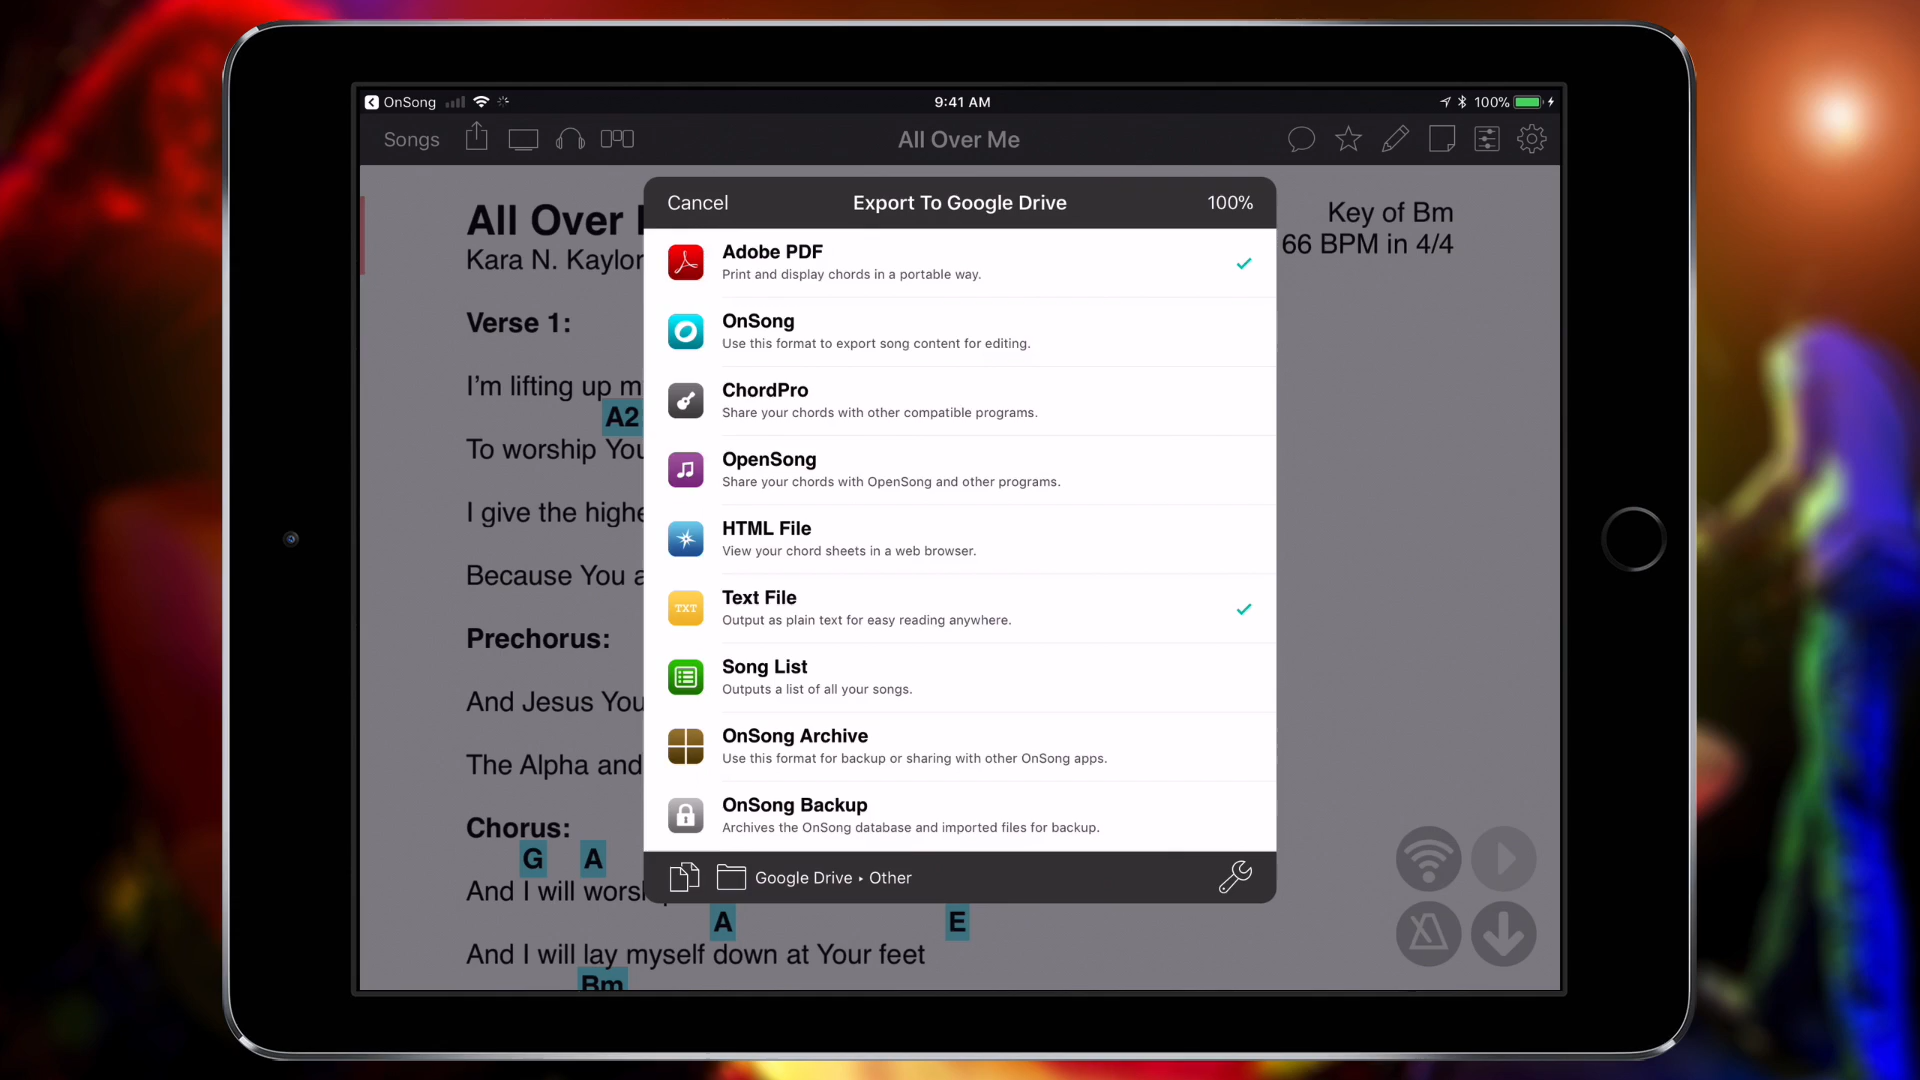 OnSong
9:41 AM
100%
Songs
All Over Me
Cancel
Export To Google Drive
100%
All Over
Kara N. Kaylor
Key of Bm
66 BPM in 4/4
Adobe PDF
Print and display chords in a portable way.
OnSong
Use this format to export song content for editing.
ChordPro
Share your chords with other compatible programs.
OpenSong
Share your chords with OpenSong and other programs.
HTML File
View your chord sheets in a web browser.
TXT
Text File
Output as plain text for easy reading anywhere.
Song List
Outputs a list of all your songs.
OnSong Archive
Use this format for backup or sharing with other OnSong apps.
OnSong Backup
Archives the OnSong database and imported files for backup.
Google Drive ▸ Other
Verse 1:
I'm lifting up
A2
To worship You
I give the
Because You
Prechorus:
And Jesus You
The Alpha and
Chorus:
G A
And I will
A E
And I will lay myself down at Your feet
Bm